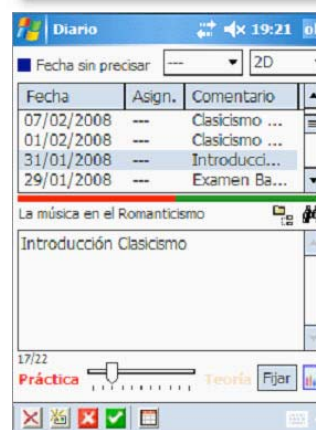 Diario 19:21 ok
Fecha sin precisar --- 2D
Fecha Asign. Comentario
07/02/2008 --- Clasicismo ...
01/02/2008 --- Clasicismo ...
31/01/2008 --- Introducci...
29/01/2008 --- Examen Ba...
La música en el Romanticismo
Introducción Clasicismo
17/22
Práctica Teoría Fijar